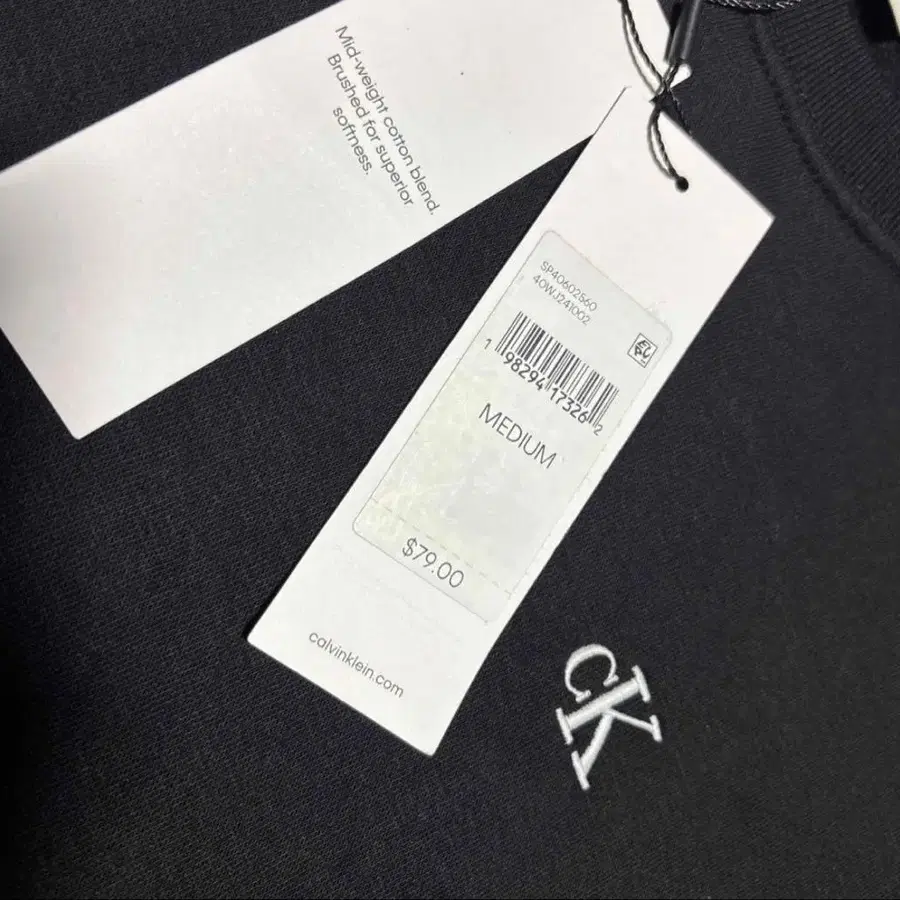 Mid-weight cotton blend.
Brushed for superior
softness.
SP40602560
40WJ241002
1 98294 17326 2
MEDIUM
$79.00
calvinklein.com
CK